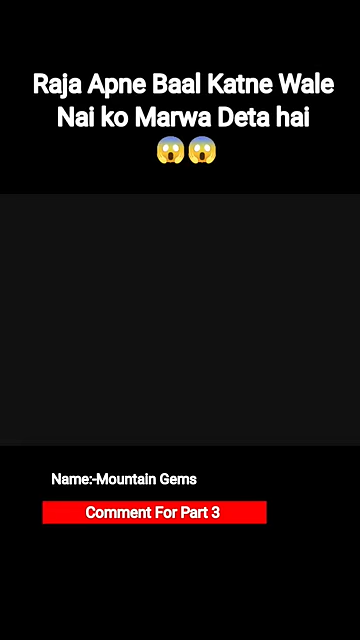 Raja Apne Baal Katne Wale
Nai ko Marwa Deta hai
😱😱
Name:-Mountain Gems
Comment For Part 3